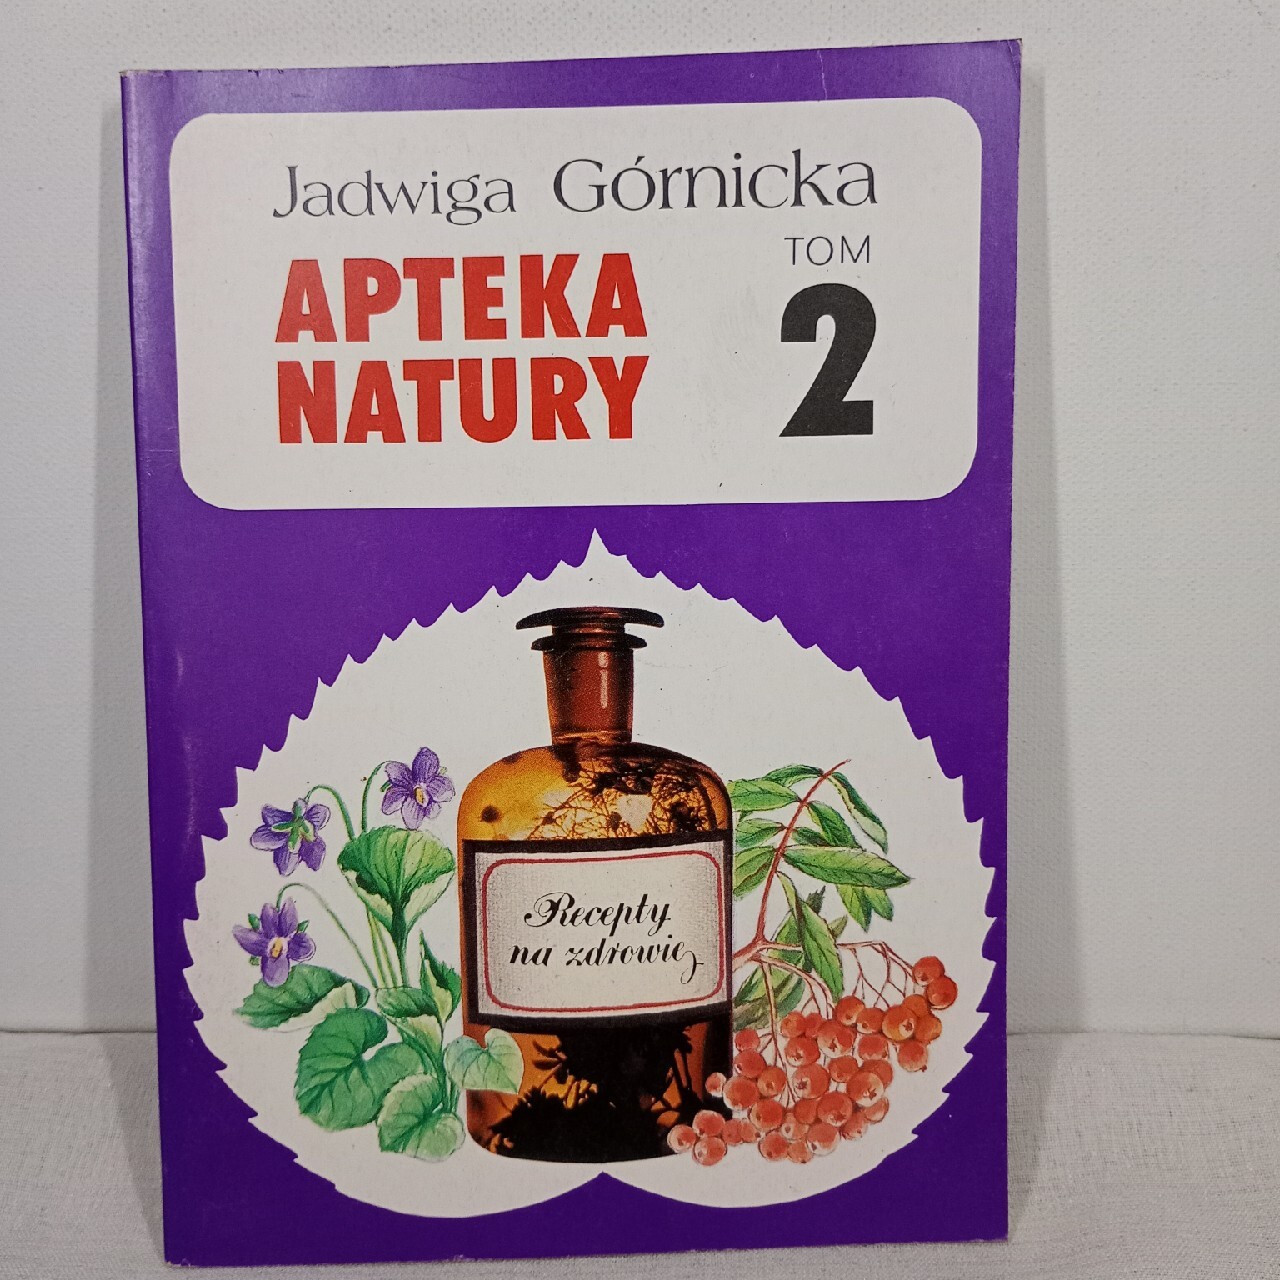 Jadwiga Górnicka
APTEKA
NATURY
TOM
2
Recepty
na zdrowie